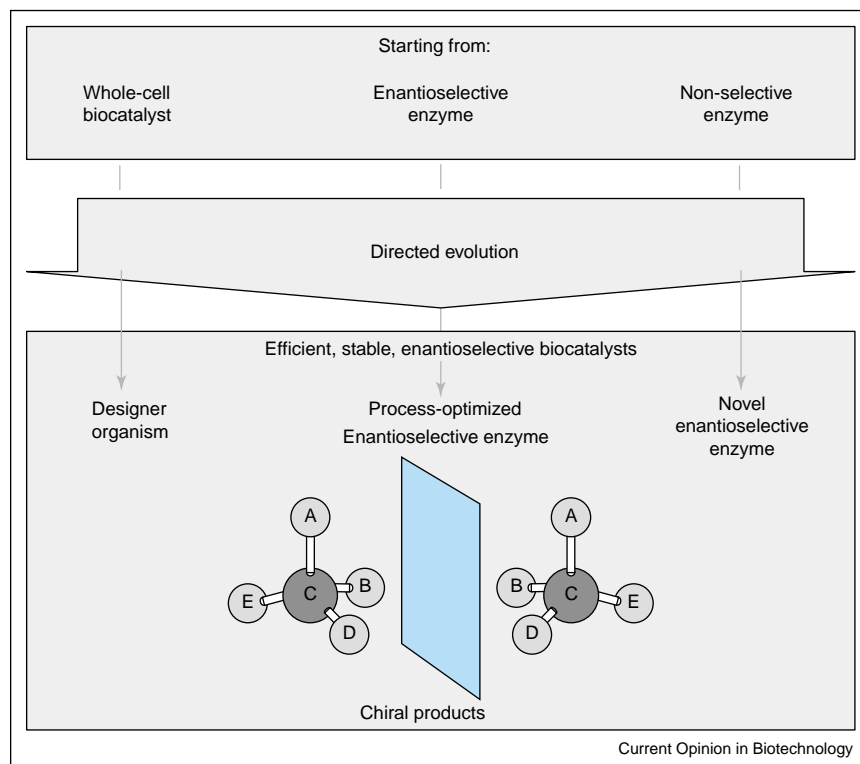 Starting from:
Whole-cell
biocatalyst
Enantioselective
enzyme
Non-selective
enzyme
Directed evolution
Efficient, stable, enantioselective biocatalysts
Designer
organism
Process-optimized
Enantioselective enzyme
Novel
enantioselective
enzyme
A
E
C
B
D
A
B
C
E
D
Chiral products
Current Opinion in Biotechnology